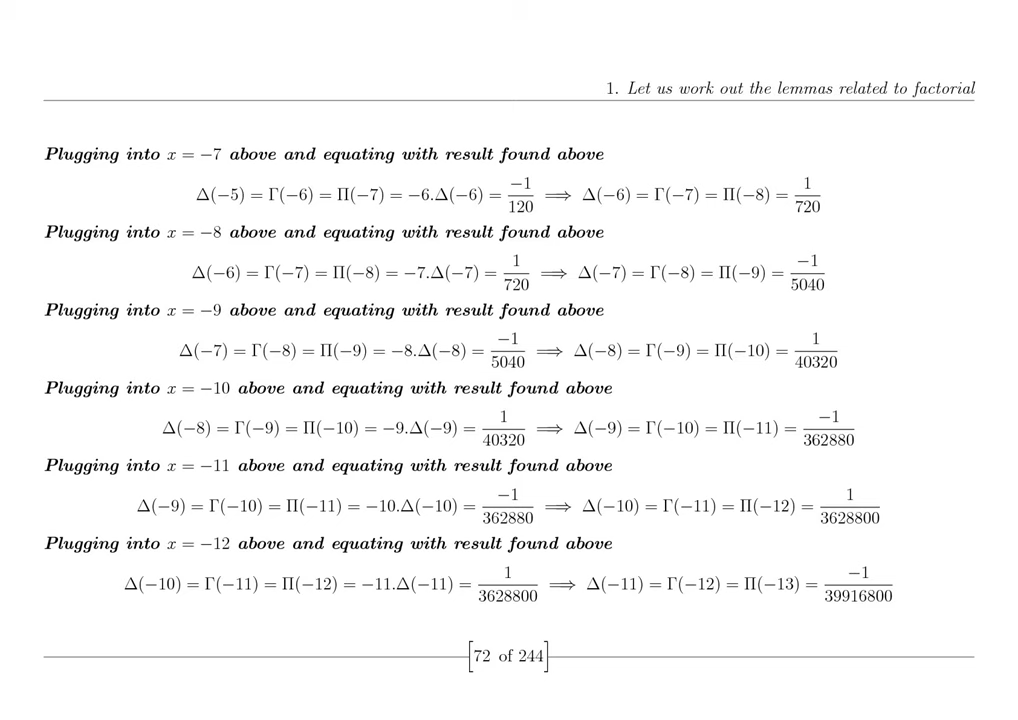 1. Let us work out the lemmas related to factorial
Plugging into x = −7 above and equating with result found above
Δ(−5) = Γ(−6) = Π(−7) = −6.Δ(−6) = −1/120 ⟹ Δ(−6) = Γ(−7) = Π(−8) = 1/720
Plugging into x = −8 above and equating with result found above
Δ(−6) = Γ(−7) = Π(−8) = −7.Δ(−7) = 1/720 ⟹ Δ(−7) = Γ(−8) = Π(−9) = −1/5040
Plugging into x = −9 above and equating with result found above
Δ(−7) = Γ(−8) = Π(−9) = −8.Δ(−8) = −1/5040 ⟹ Δ(−8) = Γ(−9) = Π(−10) = 1/40320
Plugging into x = −10 above and equating with result found above
Δ(−8) = Γ(−9) = Π(−10) = −9.Δ(−9) = 1/40320 ⟹ Δ(−9) = Γ(−10) = Π(−11) = −1/362880
Plugging into x = −11 above and equating with result found above
Δ(−9) = Γ(−10) = Π(−11) = −10.Δ(−10) = −1/362880 ⟹ Δ(−10) = Γ(−11) = Π(−12) = 1/3628800
Plugging into x = −12 above and equating with result found above
Δ(−10) = Γ(−11) = Π(−12) = −11.Δ(−11) = 1/3628800 ⟹ Δ(−11) = Γ(−12) = Π(−13) = −1/39916800
[72 of 244]